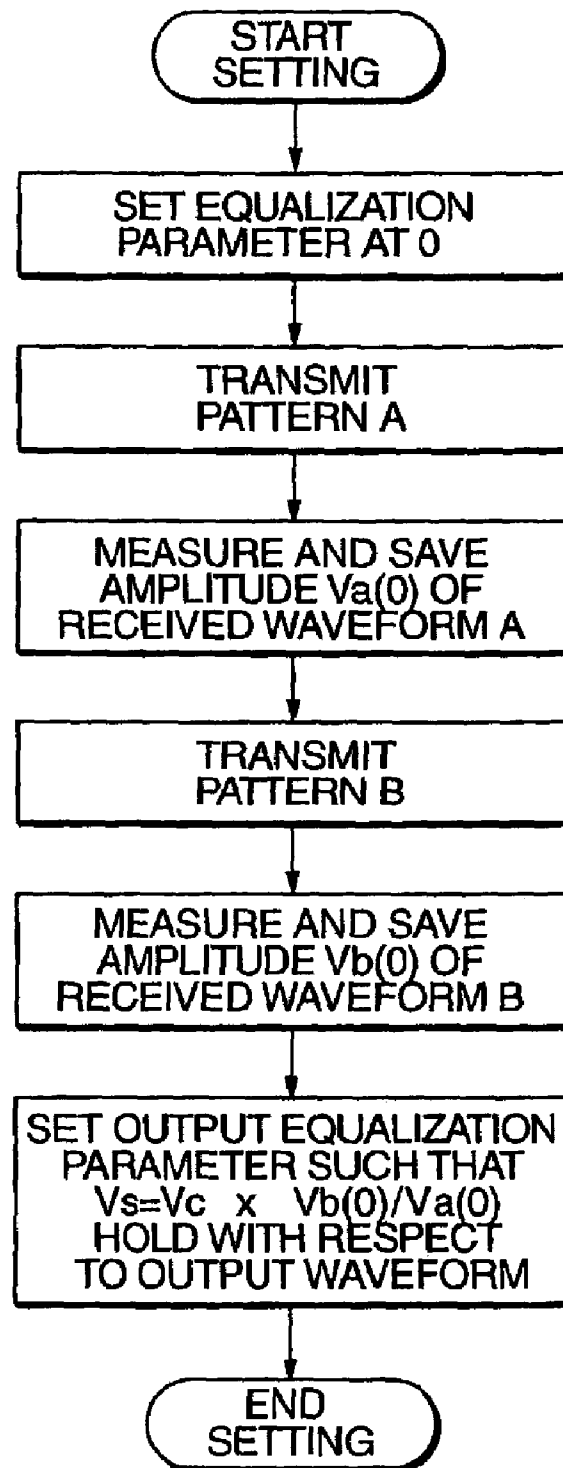 START
SETTING
SET EQUALIZATION
PARAMETER AT 0
TRANSMIT
PATTERN A
MEASURE AND SAVE
AMPLITUDE Va(0) OF
RECEIVED WAVEFORM A
TRANSMIT
PATTERN B
MEASURE AND SAVE
AMPLITUDE Vb(0) OF
RECEIVED WAVEFORM B
SET OUTPUT EQUALIZATION
PARAMETER SUCH THAT
Vs=Vc x Vb(0)/Va(0)
HOLD WITH RESPECT
TO OUTPUT WAVEFORM
END
SETTING